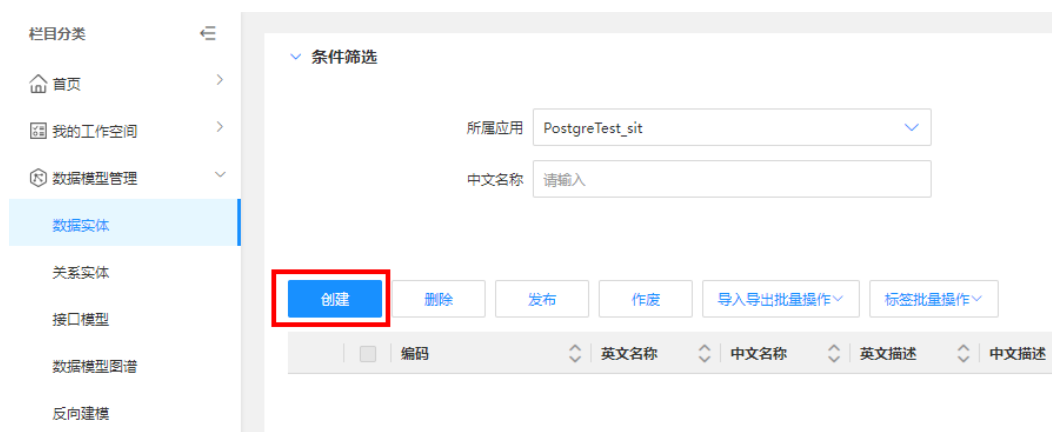 栏目分类
首页
我的工作空间
数据模型管理
数据实体
关系实体
接口模型
数据模型图谱
反向建模
条件筛选
所属应用 PostgreTest_sit
中文名称 请输入
创建 删除 发布 作废 导入导出批量操作 标签批量操作
编码 英文名称 中文名称 英文描述 中文描述